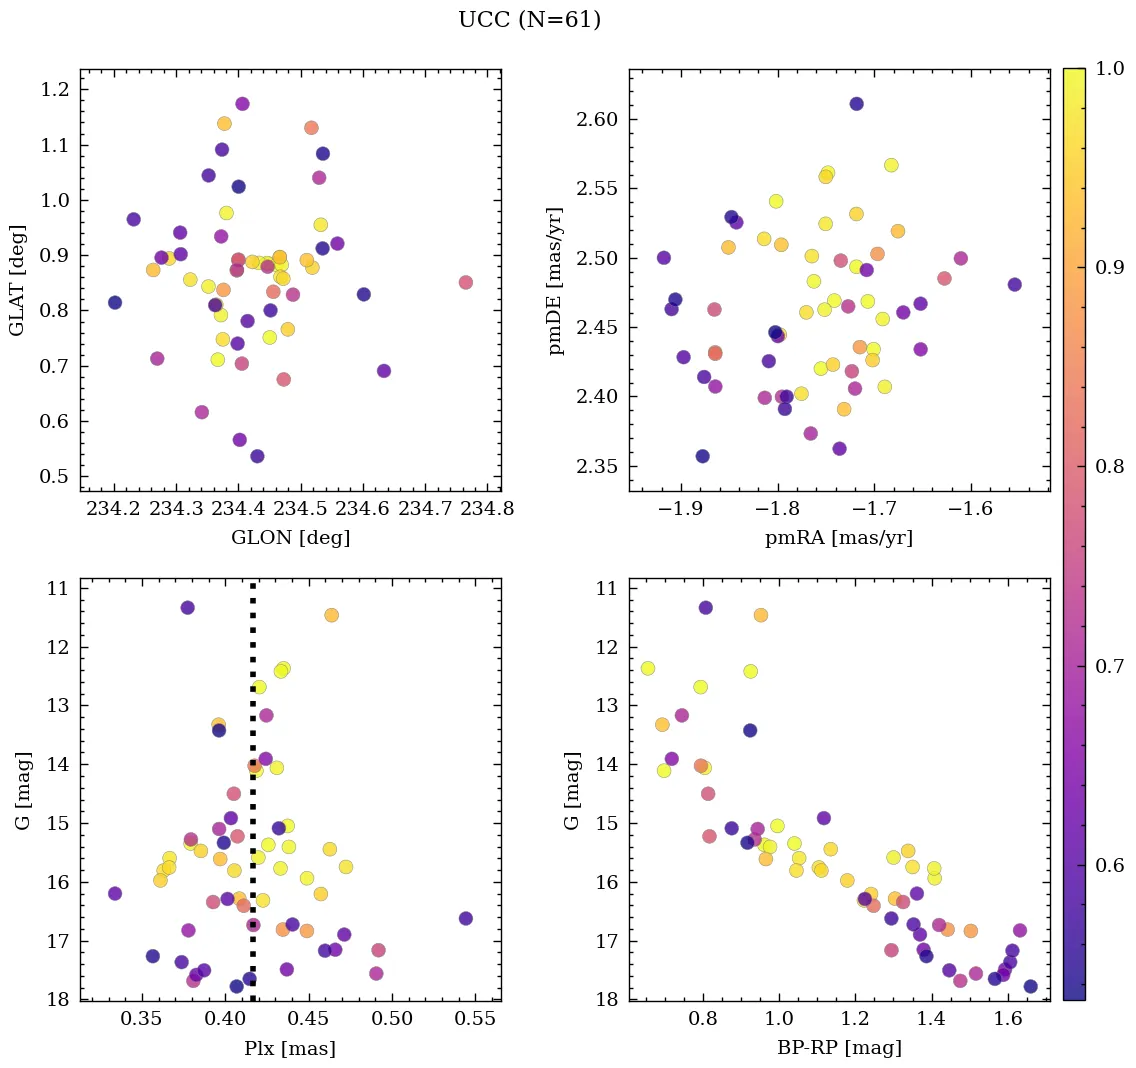 UCC (N=61)
1.2
1.1
1.0
0.9
0.8
0.7
0.6
0.5
GLAT [deg]
234.2 234.3 234.4 234.5 234.6 234.7 234.8
GLON [deg]
2.60
2.55
2.50
2.45
2.40
2.35
pmDE [mas/yr]
−1.9 −1.8 −1.7 −1.6
pmRA [mas/yr]
1.0
0.9
0.8
0.7
0.6
11
12
13
14
15
16
17
18
G [mag]
0.35 0.40 0.45 0.50 0.55
Plx [mas]
11
12
13
14
15
16
17
18
G [mag]
0.8 1.0 1.2 1.4 1.6
BP-RP [mag]